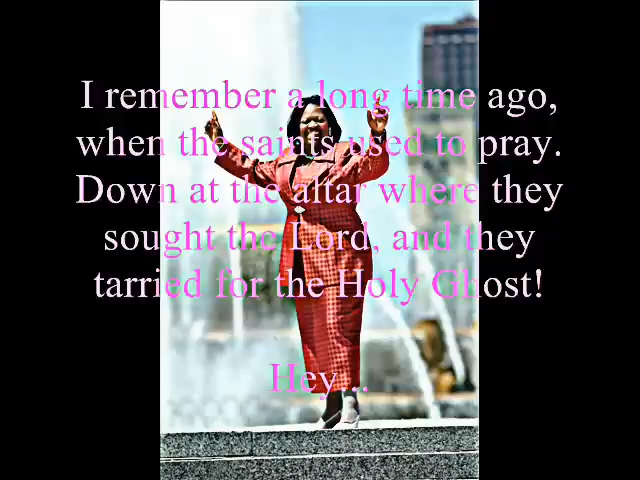 I remember a long time ago,
when the saints used to pray.
Down at the altar where they
sought the Lord, and they
tarried for the Holy Ghost!
Hey...